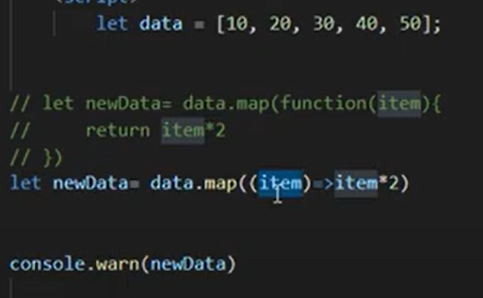 <script>
let data = [10, 20, 30, 40, 50];
// let newData= data.map(function(item){
//     return item*2
// })
let newData= data.map((item)=>item*2)
console.warn(newData)